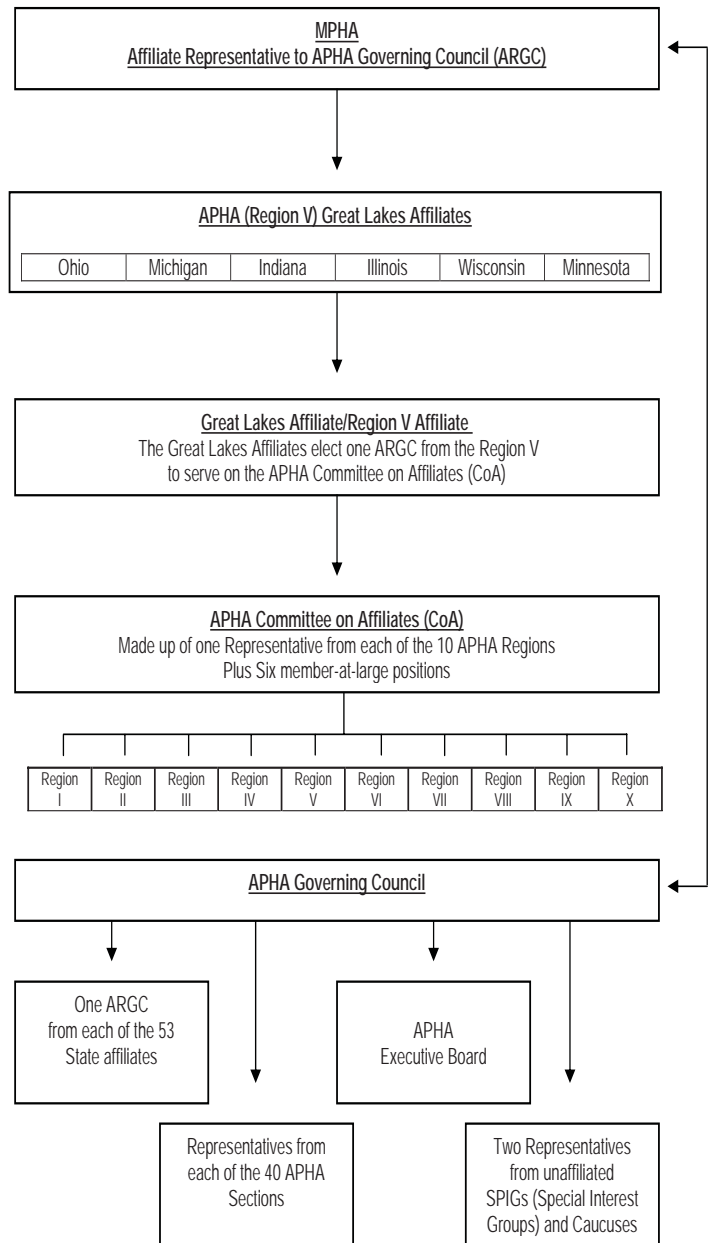 MPHA
Affiliate Representative to APHA Governing Council (ARGC)
APHA (Region V) Great Lakes Affiliates
Ohio Michigan Indiana Illinois Wisconsin Minnesota
Great Lakes Affiliate/Region V Affiliate
The Great Lakes Affiliates elect one ARGC from the Region V
to serve on the APHA Committee on Affiliates (CoA)
APHA Committee on Affiliates (CoA)
Made up of one Representative from each of the 10 APHA Regions
Plus Six member-at-large positions
Region Region Region Region Region Region Region Region Region Region
I II III IV V VI VII VIII IX X
APHA Governing Council
One ARGC
from each of the 53
State affiliates
APHA
Executive Board
Representatives from
each of the 40 APHA
Sections
Two Representatives
from unaffiliated
SPIGs (Special Interest
Groups) and Caucuses